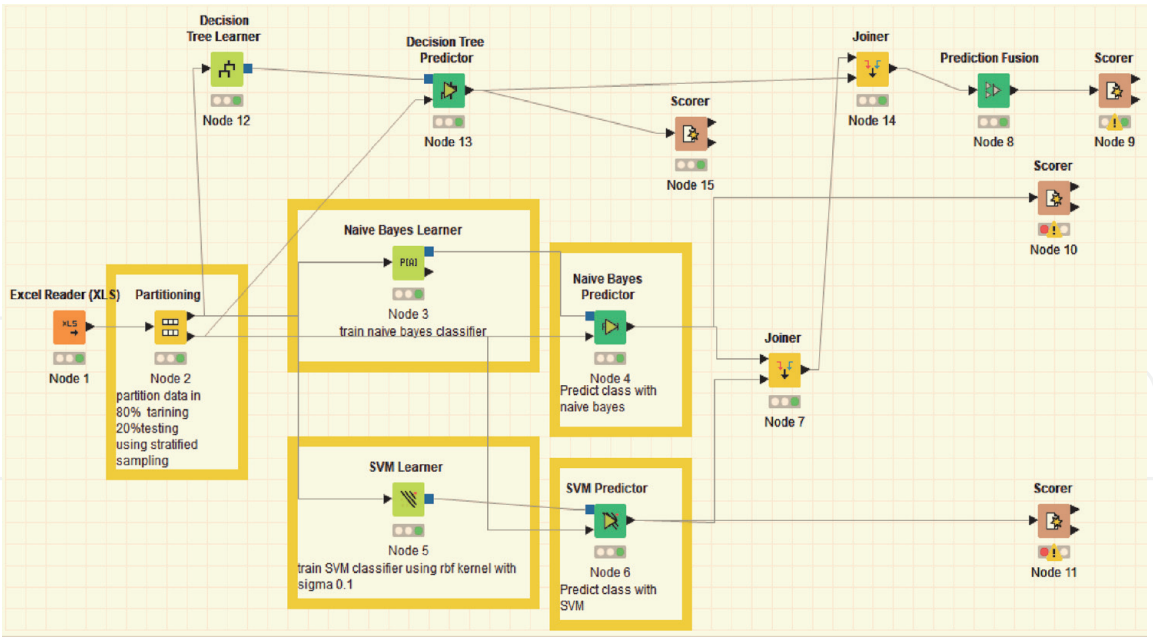 Decision
Tree Learner
Node 12
Decision Tree
Predictor
Node 13
Scorer
Node 15
Joiner
Node 14
Prediction Fusion
Node 8
Scorer
Node 9
Scorer
Node 10
Excel Reader (XLS)
XLS
Node 1
Partitioning
Node 2
partition data in
80% tarining
20%testing
using stratified
sampling
Naive Bayes Learner
P[A]
Node 3
train naive bayes classifier
Naive Bayes
Predictor
Node 4
Predict class with
naive bayes
Joiner
Node 7
SVM Learner
Node 5
train SVM classifier using rbf kernel with
sigma 0.1
SVM Predictor
Node 6
Predict class with
SVM
Scorer
Node 11